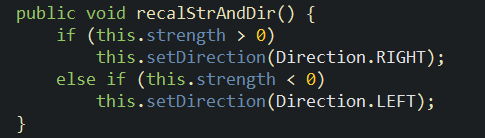 public void recalStrAndDir() {
    if (this.strength > 0)
        this.setDirection(Direction.RIGHT);
    else if (this.strength < 0)
        this.setDirection(Direction.LEFT);
}